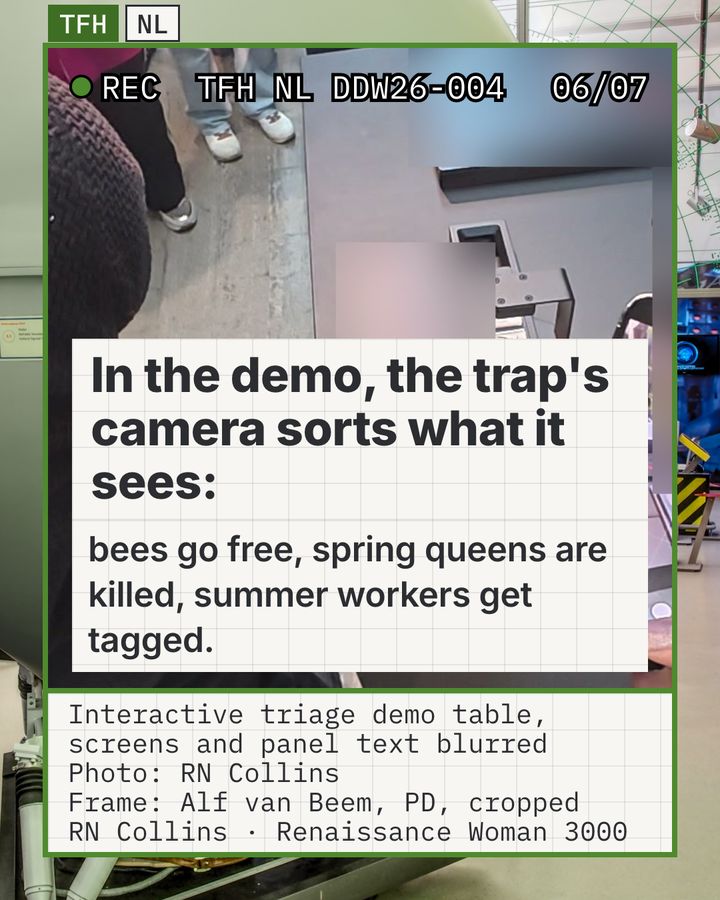 TFH NL
REC TFH NL DDW26-004 06/07
In the demo, the trap's
camera sorts what it
sees:
bees go free, spring queens are
killed, summer workers get
tagged.
Interactive triage demo table,
screens and panel text blurred
Photo: RN Collins
Frame: Alf van Beem, PD, cropped
RN Collins · Renaissance Woman 3000